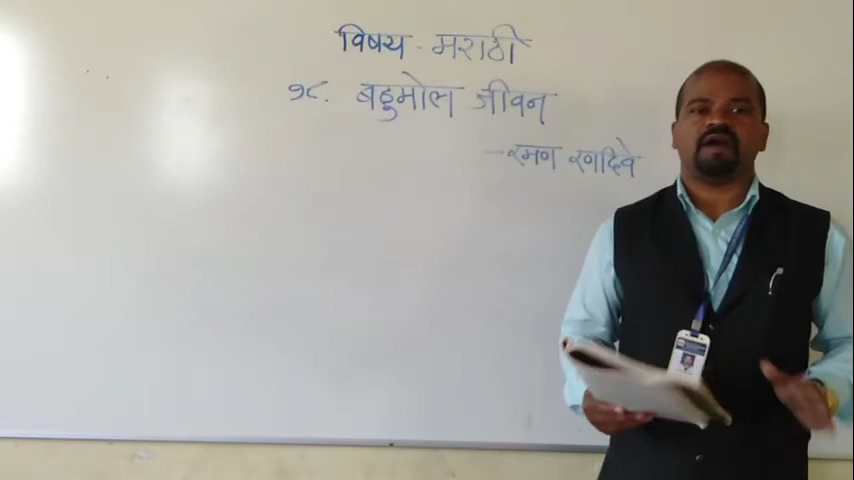 विषय - मराठी
१८. बहुमोल जीवन
- रमण रणदिवे